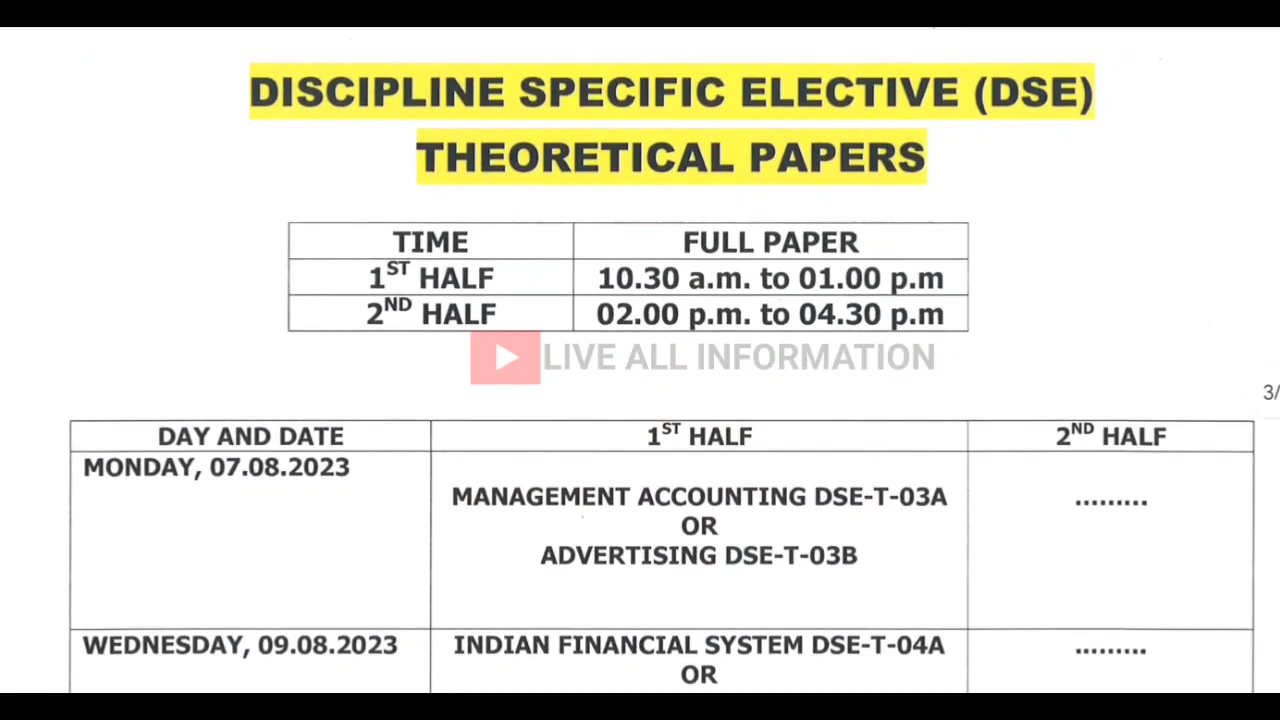 DISCIPLINE SPECIFIC ELECTIVE (DSE)
THEORETICAL PAPERS
TIME FULL PAPER
1ST HALF 10.30 a.m. to 01.00 p.m
2ND HALF 02.00 p.m. to 04.30 p.m
LIVE ALL INFORMATION
3/
DAY AND DATE 1ST HALF 2ND HALF
MONDAY, 07.08.2023
MANAGEMENT ACCOUNTING DSE-T-03A .........
OR
ADVERTISING DSE-T-03B
WEDNESDAY, 09.08.2023 INDIAN FINANCIAL SYSTEM DSE-T-04A .........
OR